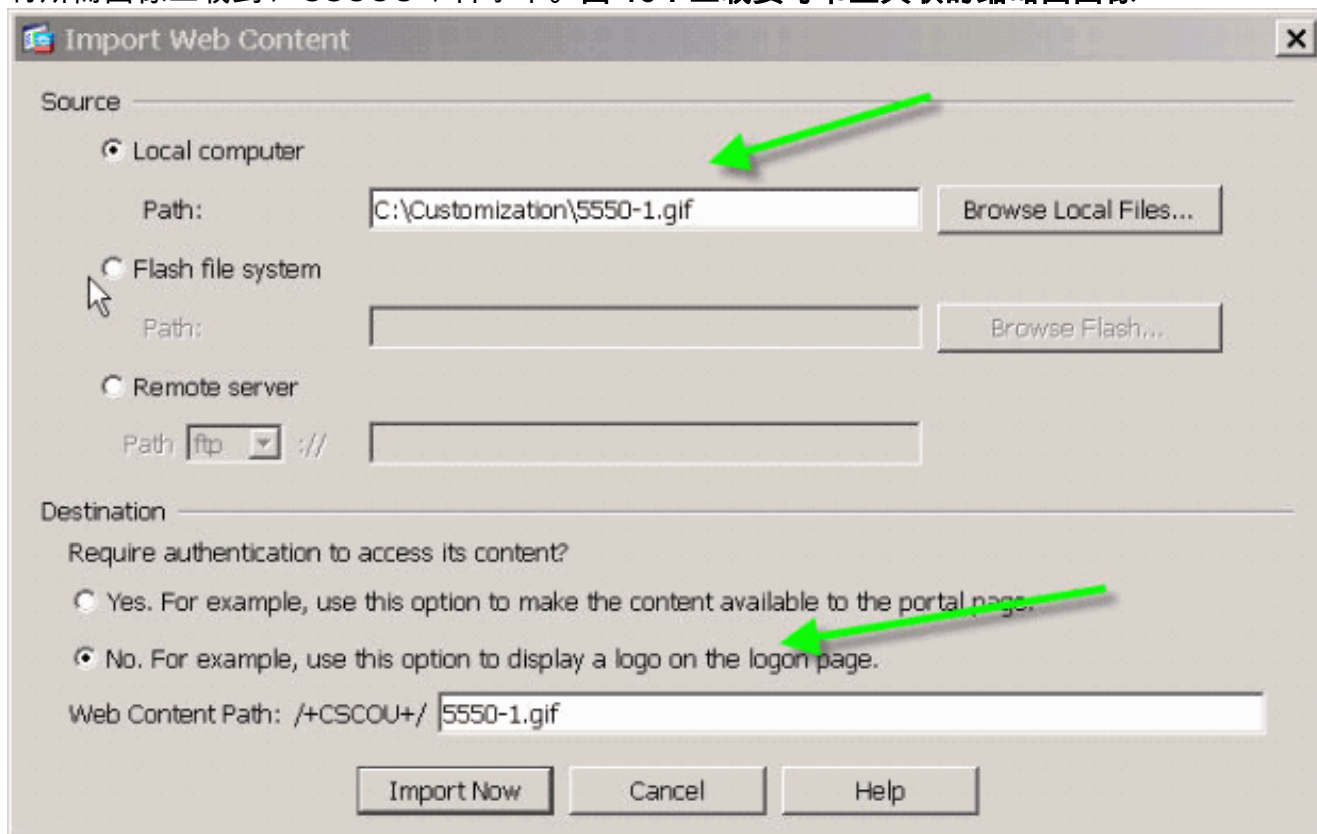 Import Web Content
Source
Local computer
Path: C:\Customization\5550-1.gif Browse Local Files...
Flash file system
Path: Browse Flash...
Remote server
Path ftp ://
Destination
Require authentication to access its content?
Yes. For example, use this option to make the content available to the portal page.
No. For example, use this option to display a logo on the logon page.
Web Content Path: /+CSCOU+/ 5550-1.gif
Import Now Cancel Help